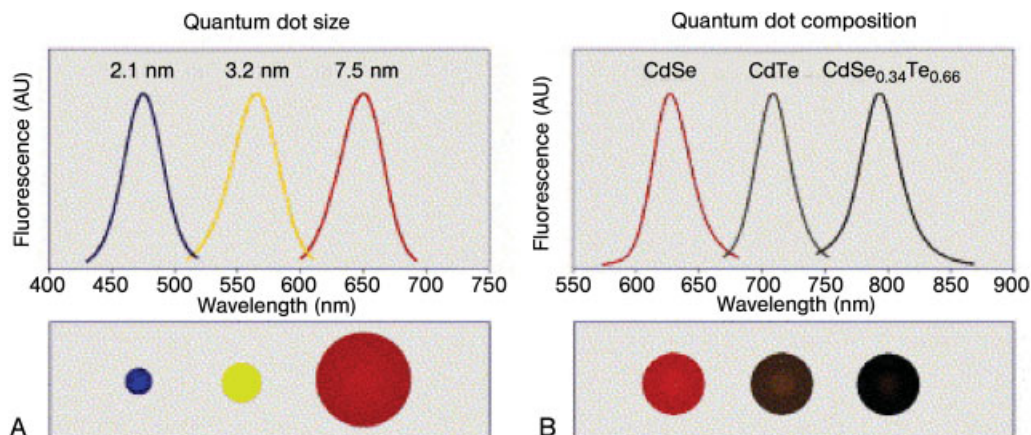 Quantum dot size
2.1 nm 3.2 nm 7.5 nm
Fluorescence (AU)
400 450 500 550 600 650 700 750
Wavelength (nm)
A
Quantum dot composition
CdSe CdTe CdSe0.34Te0.66
Fluorescence (AU)
550 600 650 700 750 800 850 900
Wavelength (nm)
B